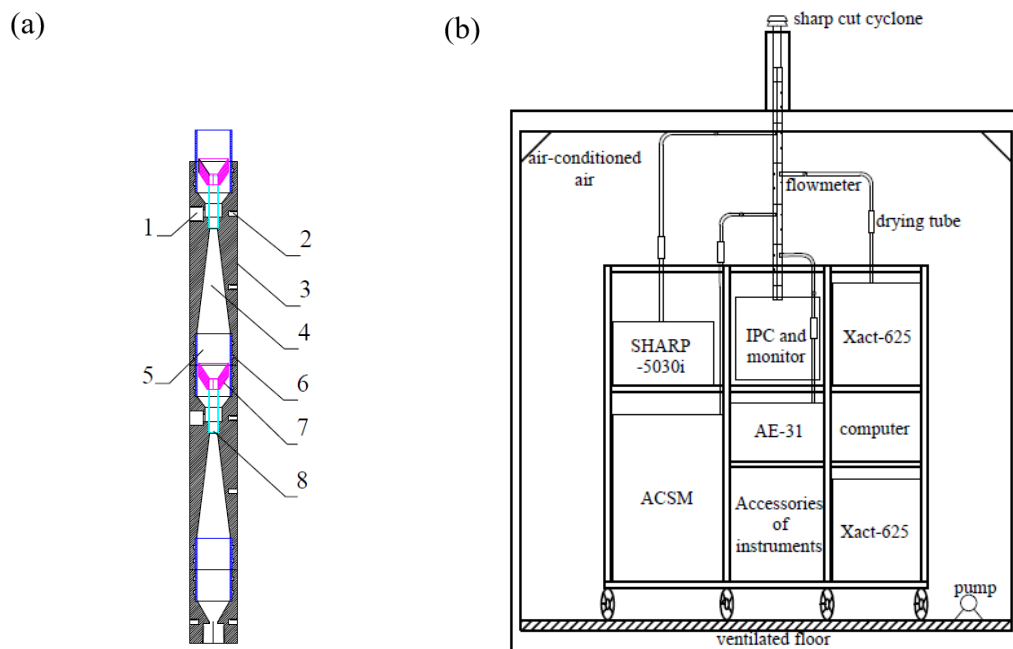 (a)
1
2
3
4
5
6
7
8
(b)
sharp cut cyclone
air-conditioned
air
flowmeter
drying tube
SHARP
-5030i
IPC and
monitor
Xact-625
AE-31
computer
ACSM
Accessories
of
instruments
Xact-625
pump
ventilated floor